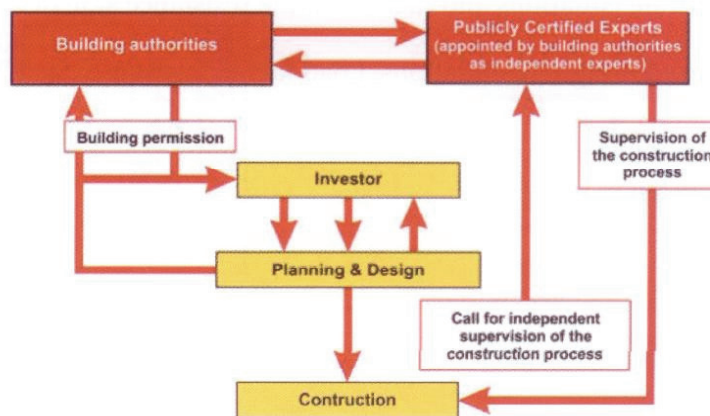 Building authorities
Publicly Certified Experts
(appointed by building authorities
as independent experts)
Building permission
Supervision of
the construction
process
Investor
Planning & Design
Call for independent
supervision of the
construction process
Contruction